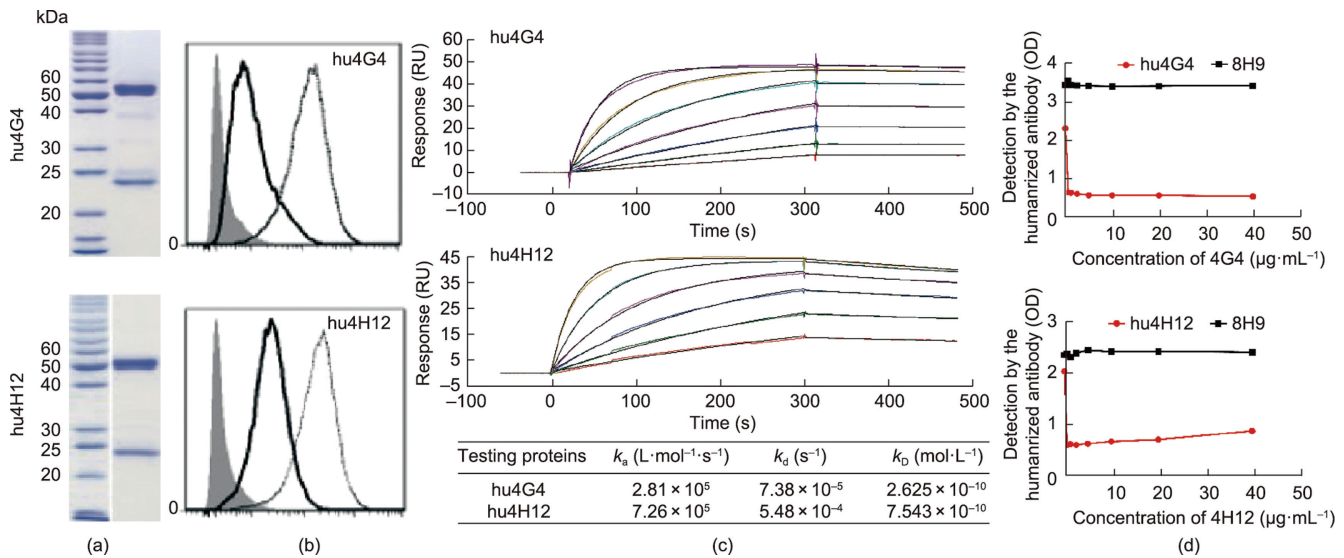 kDa
hu4G4
60
50
40
30
25
20
hu4H12
60
50
40
30
25
20
(a)
hu4G4
0
hu4H12
0
(b)
hu4G4
Response (RU)
60
50
40
30
20
10
0
–10
–100 0 100 200 300 400 500
Time (s)
hu4H12
Response (RU)
45
35
25
15
5
–5
–100 0 100 200 300 400 500
Time (s)
Testing proteins kₐ (L·mol⁻¹·s⁻¹) k_d (s⁻¹) k_D (mol·L⁻¹)
hu4G4 2.81 × 10⁵ 7.38 × 10⁻⁵ 2.625 × 10⁻¹⁰
hu4H12 7.26 × 10⁵ 5.48 × 10⁻⁴ 7.543 × 10⁻¹⁰
(c)
hu4G4 8H9
Detection by the
humanrized antibody (OD)
4
3
2
1
0
0 10 20 30 40 50
Concentration of 4G4 (μg·mL⁻¹)
hu4H12 8H9
Detection by the
humanrized antibody (OD)
3
2
1
0
0 10 20 30 40 50
Concentration of 4H12 (μg·mL⁻¹)
(d)